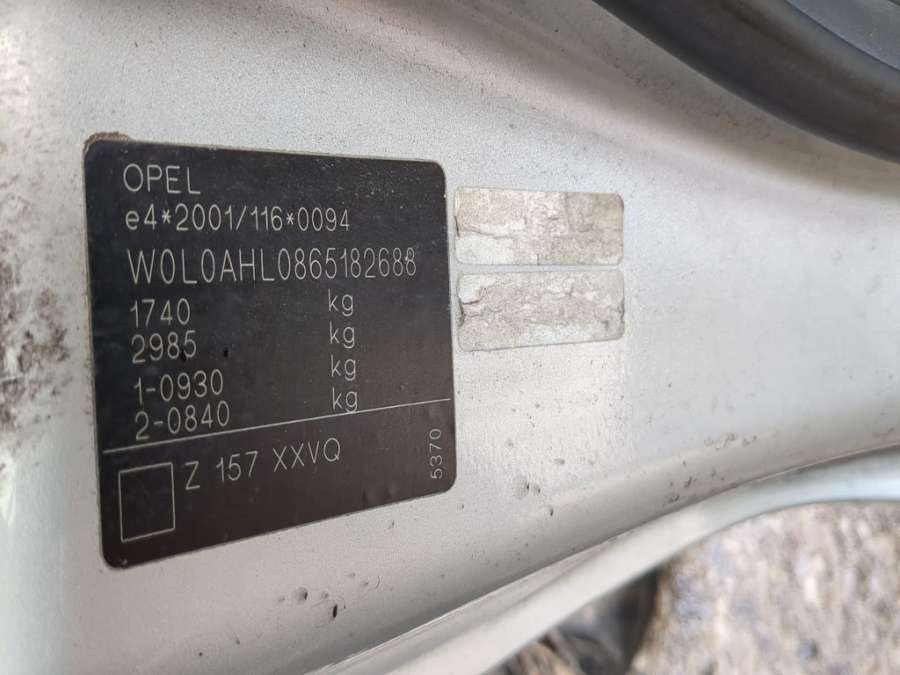 OPEL
e4*2001/116*0094
W0L0AHL0865182688
1740 kg
2985 kg
1-0930 kg
2-0840 kg
Z 157 XXVQ
5370